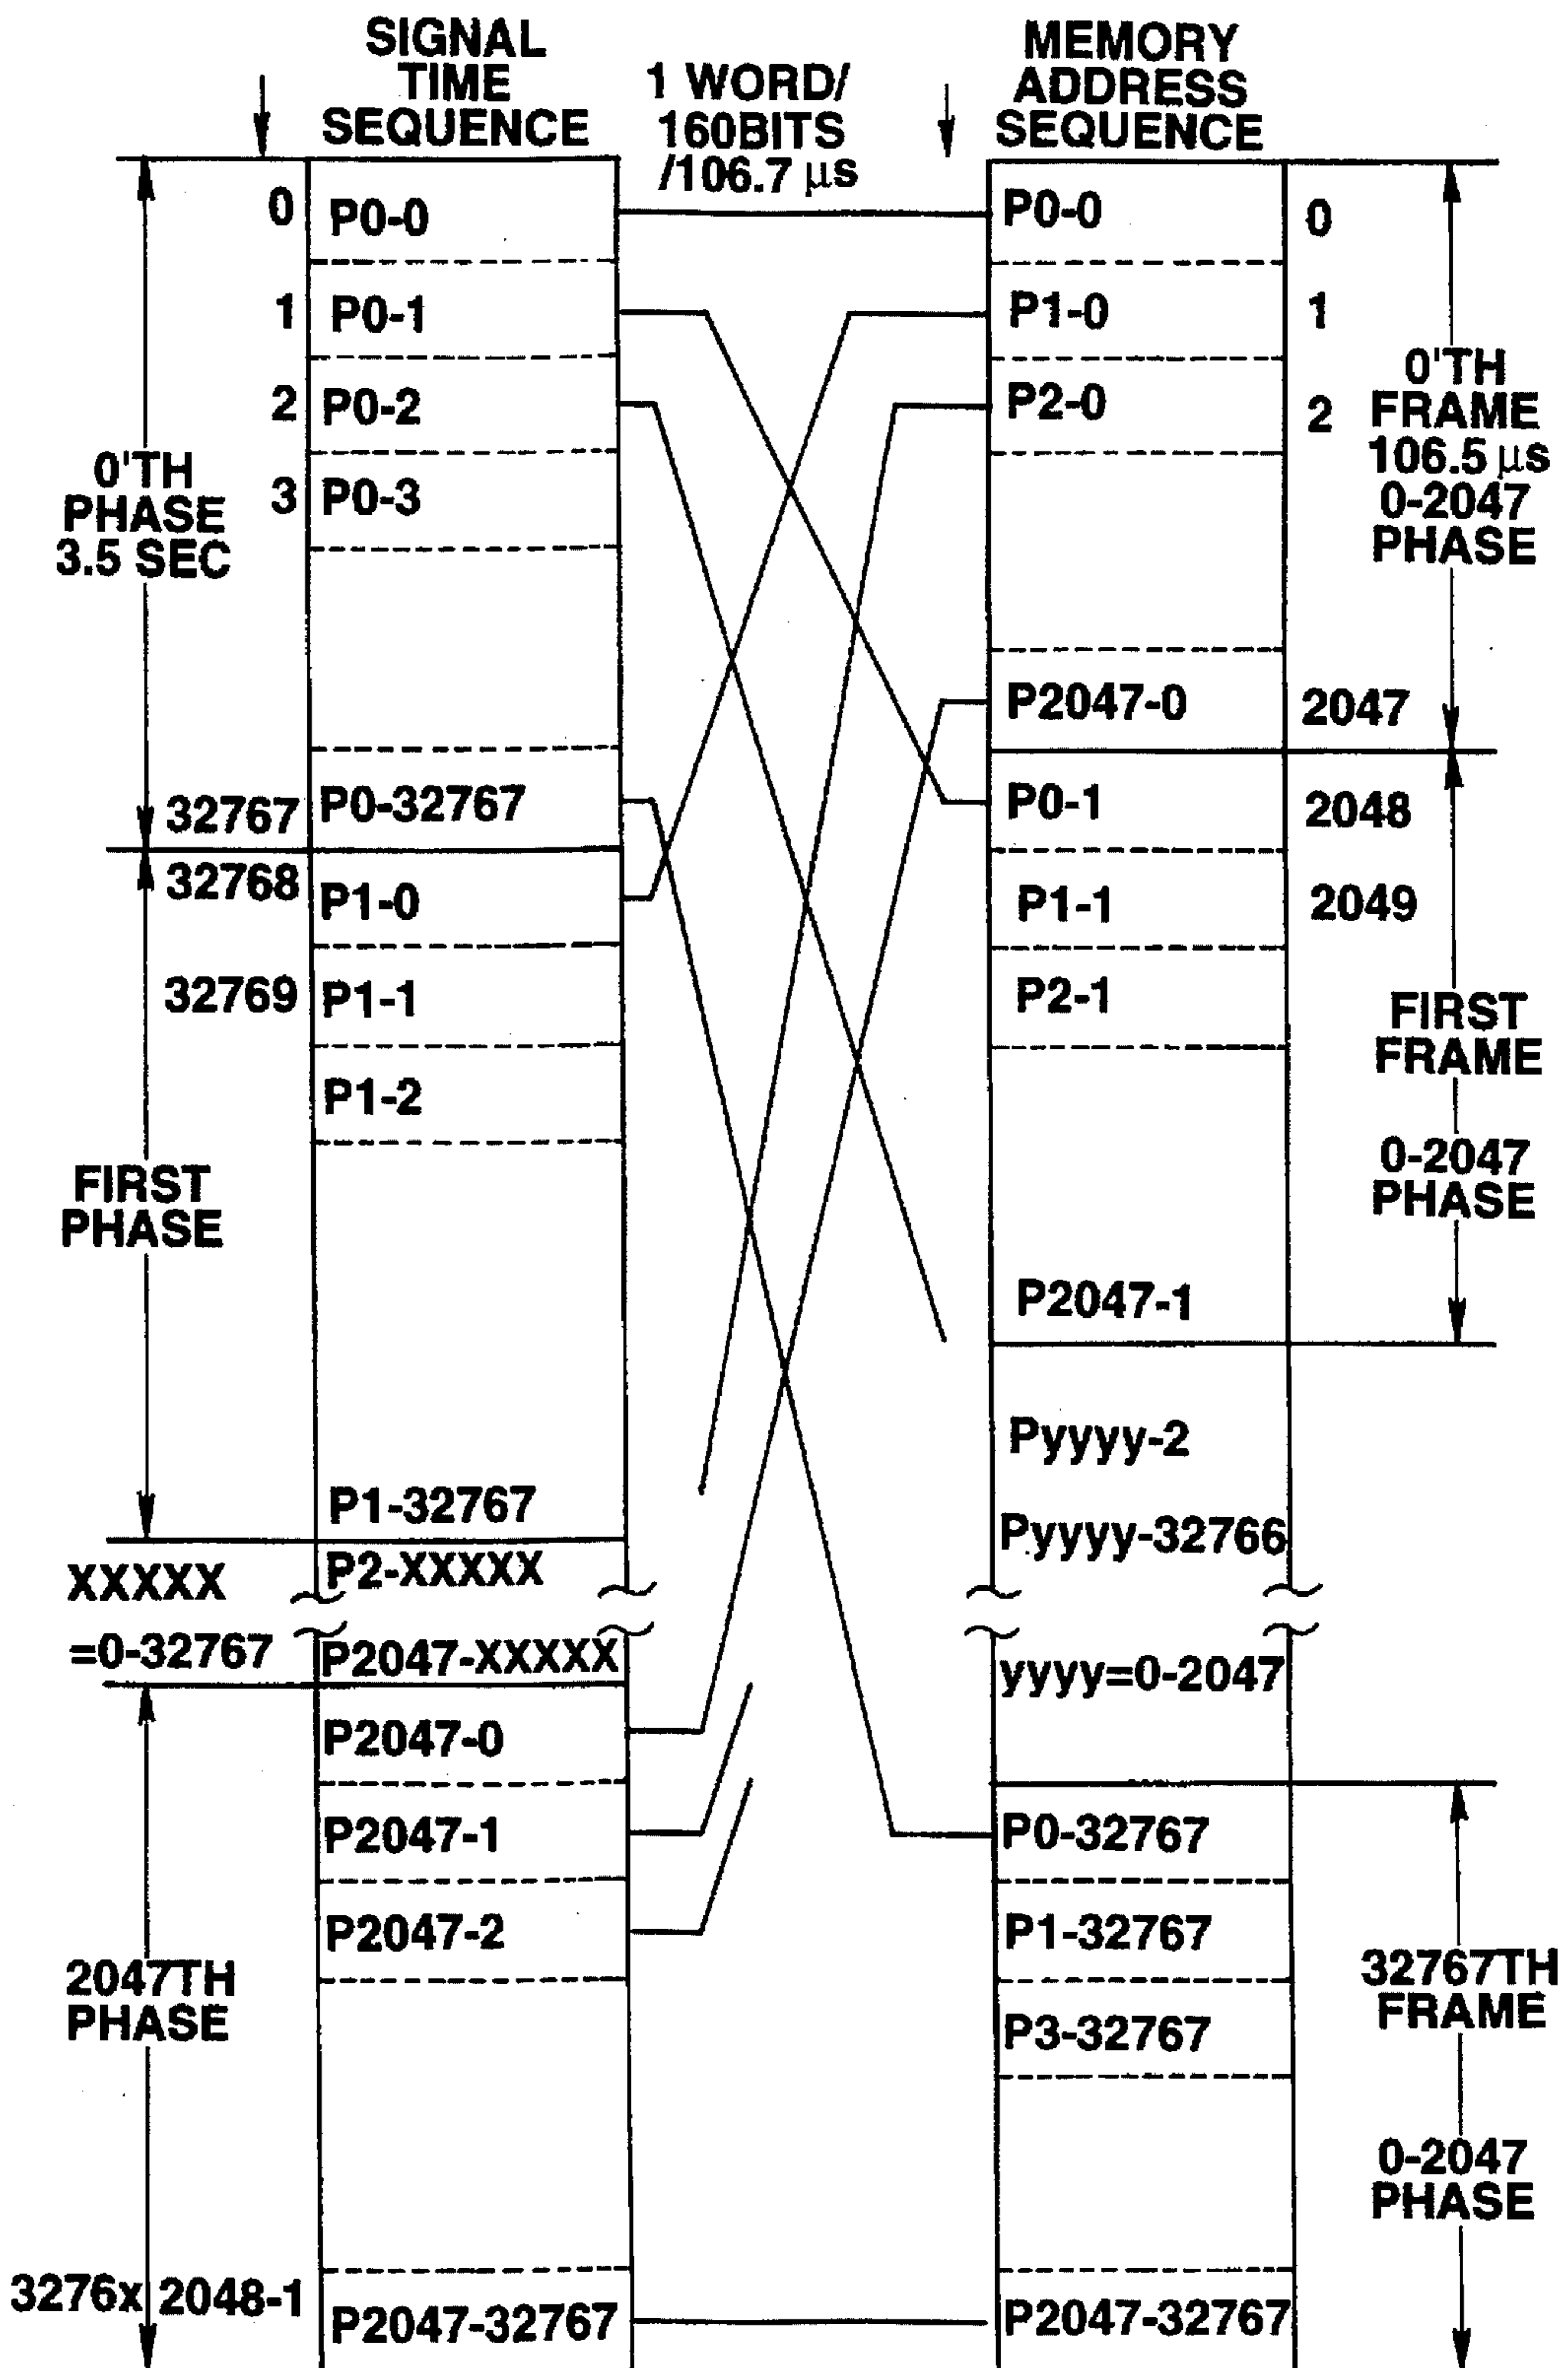 SIGNAL
TIME
SEQUENCE
1 WORD/
160BITS
/106.7 µs
MEMORY
ADDRESS
SEQUENCE
0'TH
PHASE
3.5 SEC
0
P0-0
1
P0-1
2
P0-2
3
P0-3
32767
P0-32767
FIRST
PHASE
32768
P1-0
32769
P1-1
P1-2
P1-32767
XXXXX
=0-32767
P2-XXXXX
P2047-XXXXX
2047TH
PHASE
P2047-0
P2047-1
P2047-2
3276x 2048-1
P2047-32767
P0-0
0
P1-0
1
P2-0
2
P2047-0
2047
0'TH
FRAME
106.5 µs
0-2047
PHASE
P0-1
2048
P1-1
2049
P2-1
P2047-1
FIRST
FRAME
0-2047
PHASE
Pyyyy-2
Pyyyy-32766
yyyy=0-2047
P0-32767
P1-32767
P3-32767
P2047-32767
32767TH
FRAME
0-2047
PHASE